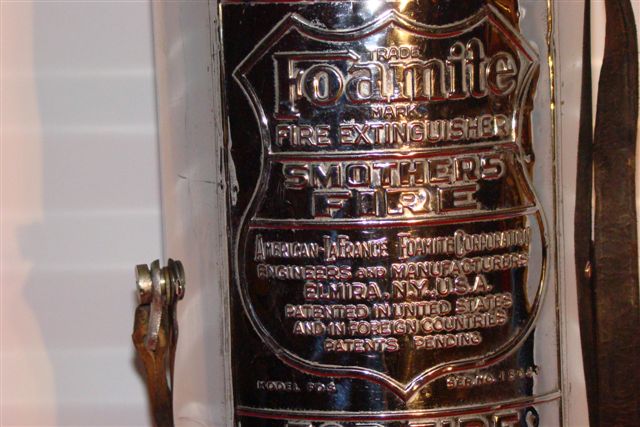 TRADE
Foamite
MARK
FIRE EXTINGUISHER
SMOTHERS
FIRE
AMERICAN-LAFRANCE FOAMITE CORPORATION
ENGINEERS AND MANUFACTURERS
ELMIRA, N.Y. U.S.A.
PATENTED IN UNITED STATES
AND IN FOREIGN COUNTRIES
PATENTS PENDING
MODEL SER. NO.